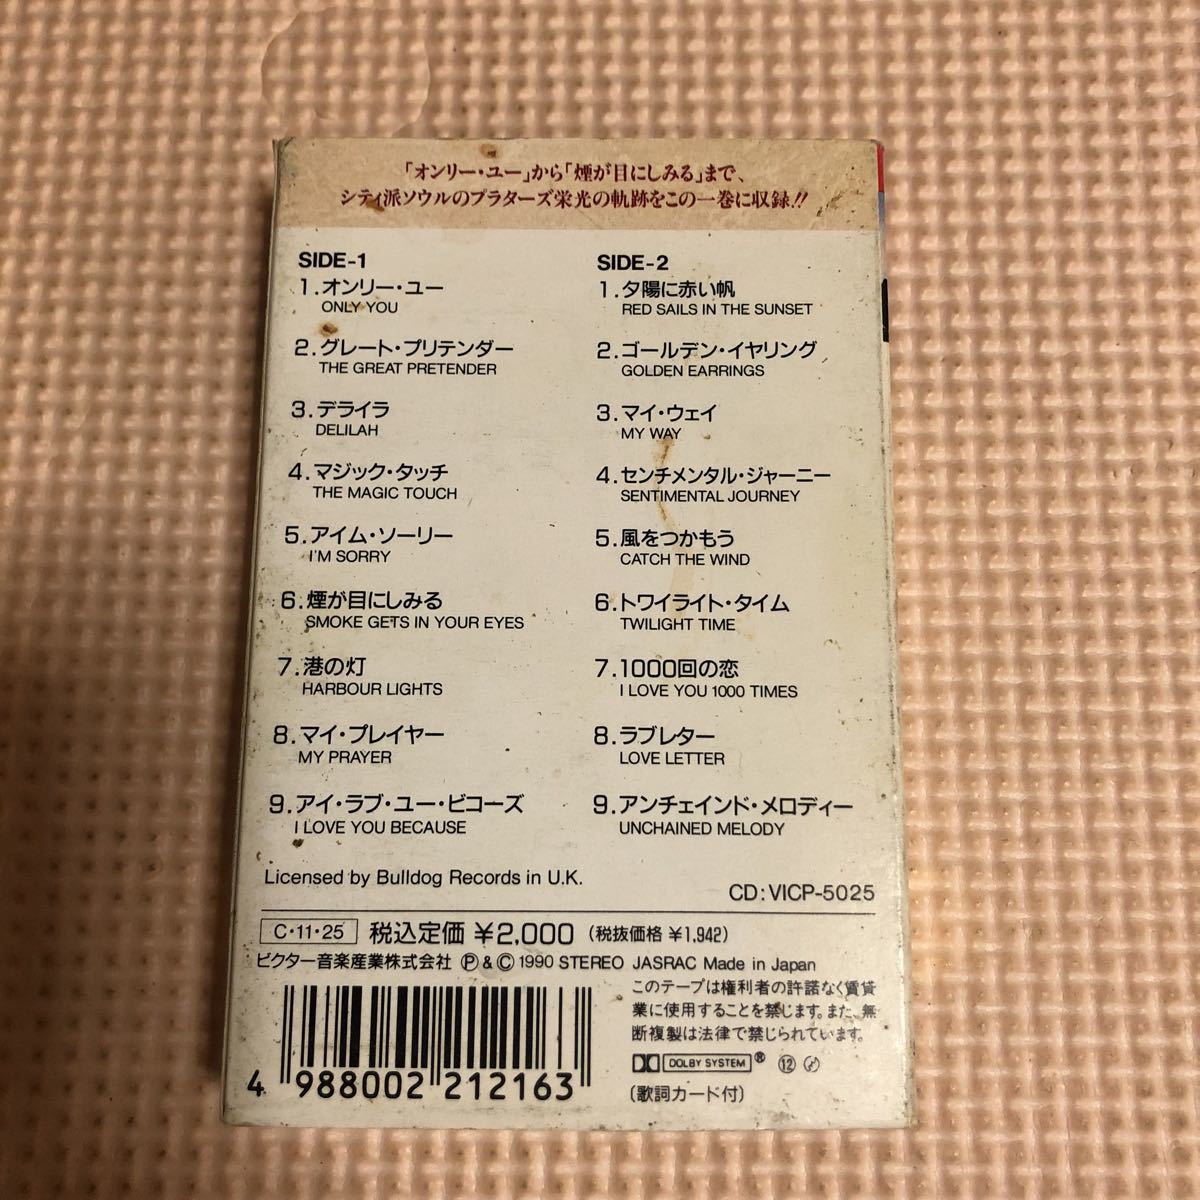 「オンリー・ユー」から「煙が目にしみる」まで、
シティ派ソウルのプラターズ栄光の軌跡をこの一巻に収録!!
SIDE-1
1.オンリー・ユー
ONLY YOU
2.グレート・プリテンダー
THE GREAT PRETENDER
3.デライラ
DELILAH
4.マジック・タッチ
THE MAGIC TOUCH
5.アイム・ソーリー
I'M SORRY
6.煙が目にしみる
SMOKE GETS IN YOUR EYES
7.港の灯
HARBOUR LIGHTS
8.マイ・プレイヤー
MY PRAYER
9.アイ・ラブ・ユー・ビコーズ
I LOVE YOU BECAUSE
SIDE-2
1.夕陽に赤い帆
RED SAILS IN THE SUNSET
2.ゴールデン・イヤリング
GOLDEN EARRINGS
3.マイ・ウェイ
MY WAY
4.センチメンタル・ジャーニー
SENTIMENTAL JOURNEY
5.風をつかもう
CATCH THE WIND
6.トワイライト・タイム
TWILIGHT TIME
7.1000回の恋
I LOVE YOU 1000 TIMES
8.ラブレター
LOVE LETTER
9.アンチェインド・メロディー
UNCHAINED MELODY
Licensed by Bulldog Records in U.K.
CD:VICP-5025
C・11・25 税込定価 ¥2,000 (税抜価格 ¥1,942)
ビクター音楽産業株式会社 Ⓟ&Ⓒ 1990 STEREO JASRAC Made in Japan
このテープは権利者の許諾なく賃貸
業に使用することを禁じます。また、無
断複製は法律で禁じられています。
DOLBY SYSTEM® ⑫
(歌詞カード付)
4 988002 212163